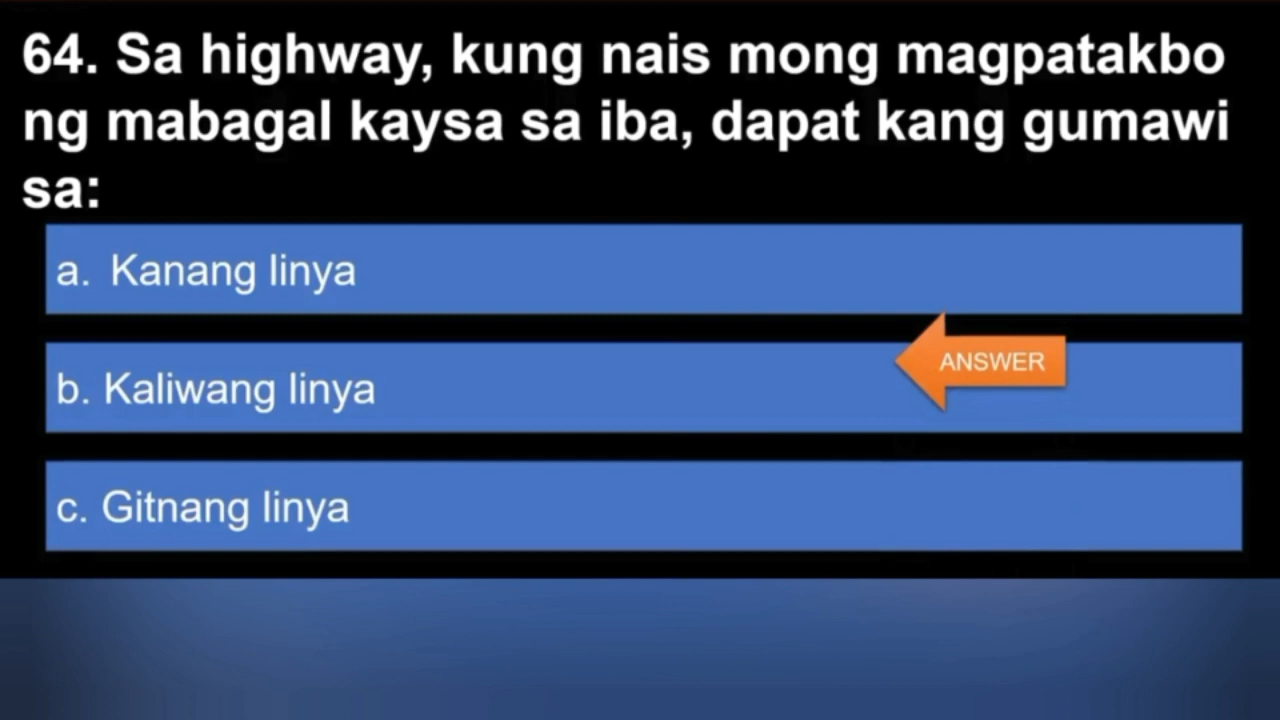 64. Sa highway, kung nais mong magpatakbo
ng mabagal kaysa sa iba, dapat kang gumawi
sa:
a. Kanang linya
ANSWER
b. Kaliwang linya
c. Gitnang linya